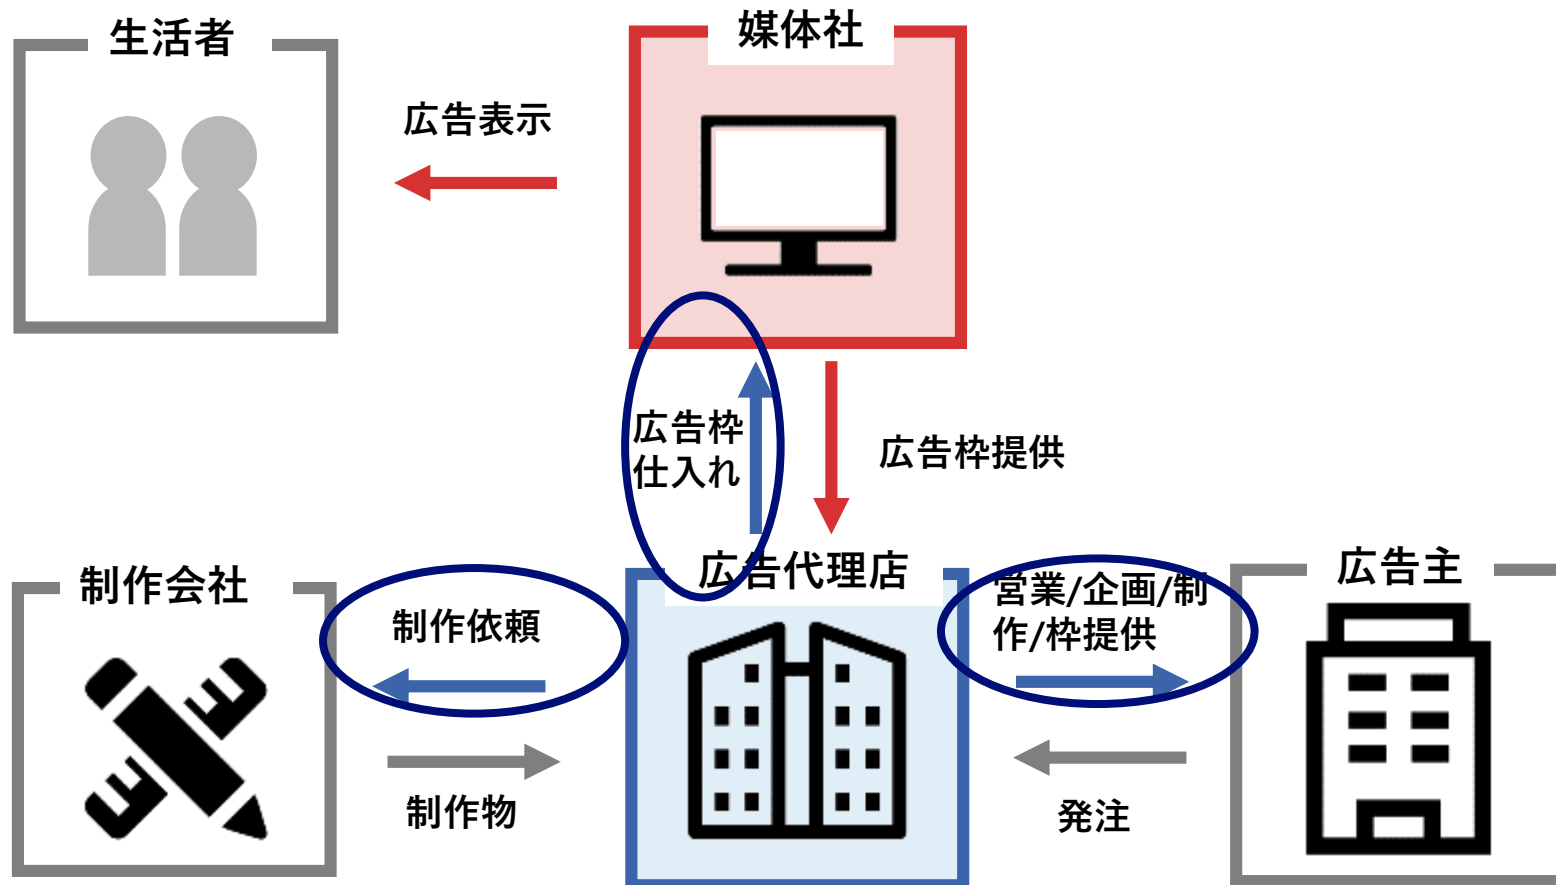 生活者
媒体社
広告表示
広告枠
仕入れ
広告枠提供
制作会社
制作依頼
広告代理店
営業/企画/制
作/枠提供
広告主
制作物
発注